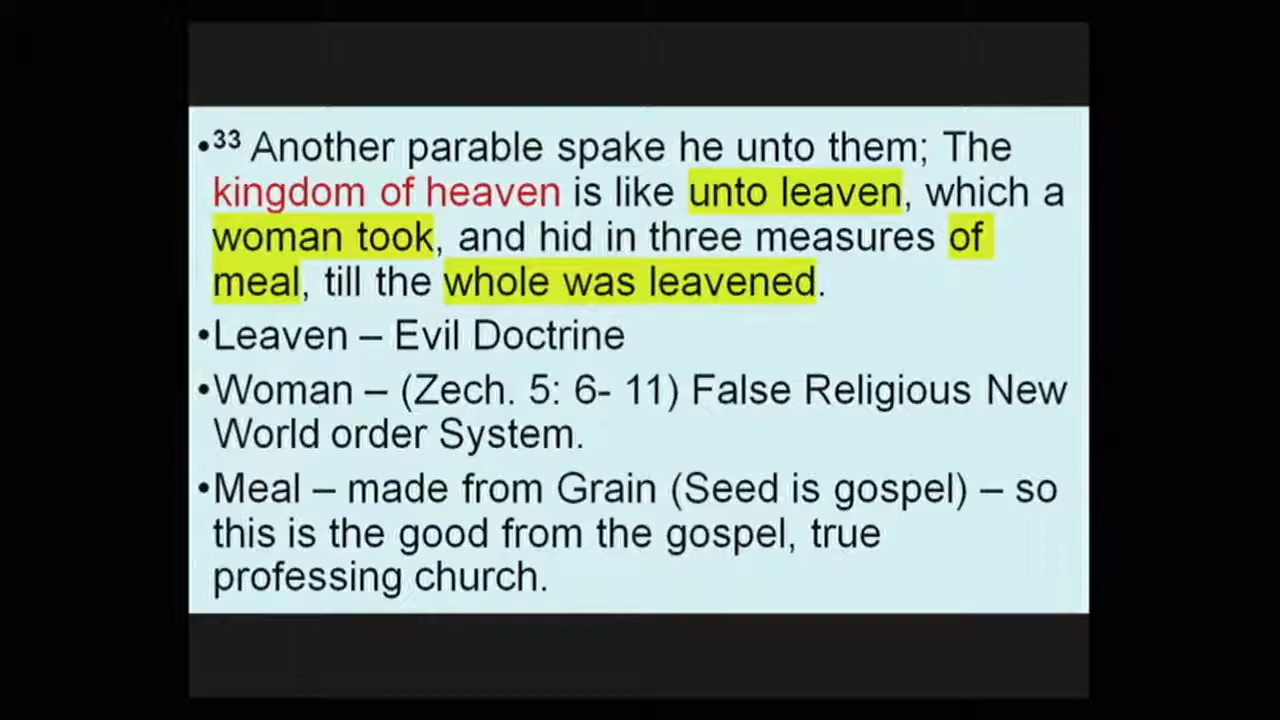 •33 Another parable spake he unto them; The
kingdom of heaven is like unto leaven, which a
woman took, and hid in three measures of
meal, till the whole was leavened.
•Leaven – Evil Doctrine
•Woman – (Zech. 5: 6- 11) False Religious New
World order System.
•Meal – made from Grain (Seed is gospel) – so
this is the good from the gospel, true
professing church.